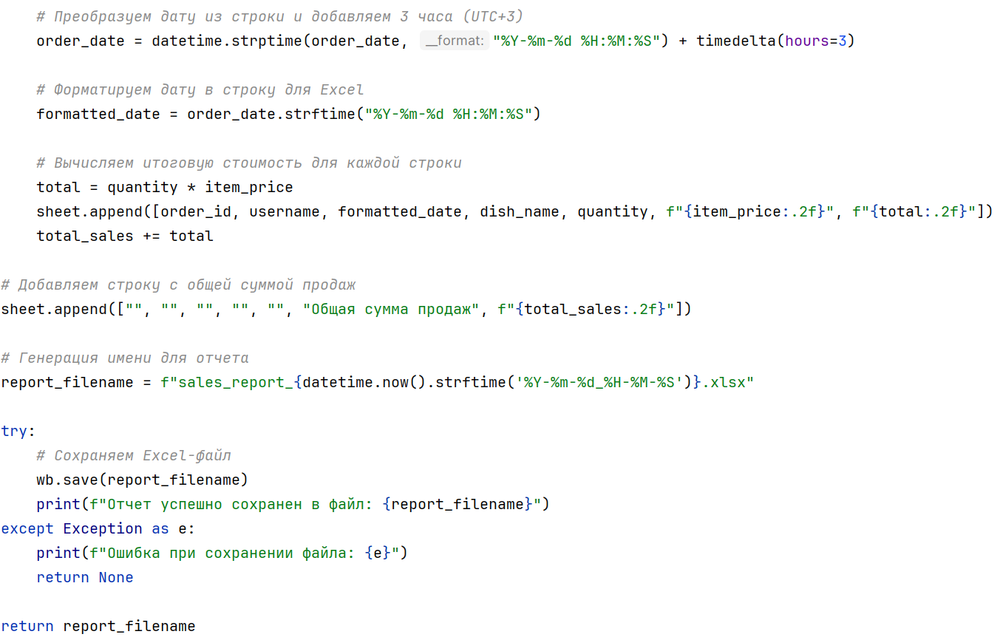 # Преобразуем дату из строки и добавляем 3 часа (UTC+3)
order_date = datetime.strptime(order_date, __format: "%Y-%m-%d %H:%M:%S") + timedelta(hours=3)
# Форматируем дату в строку для Excel
formatted_date = order_date.strftime("%Y-%m-%d %H:%M:%S")
# Вычисляем итоговую стоимость для каждой строки
total = quantity * item_price
sheet.append([order_id, username, formatted_date, dish_name, quantity, f"{item_price:.2f}", f"{total:.2f}"])
total_sales += total
# Добавляем строку с общей суммой продаж
sheet.append(["", "", "", "", "", "Общая сумма продаж", f"{total_sales:.2f}"])
# Генерация имени для отчета
report_filename = f"sales_report_{datetime.now().strftime('%Y-%m-%d_%H-%M-%S')}.xlsx"
try:
# Сохраняем Excel-файл
wb.save(report_filename)
print(f"Отчет успешно сохранен в файл: {report_filename}")
except Exception as e:
print(f"Ошибка при сохранении файла: {e}")
return None
return report_filename